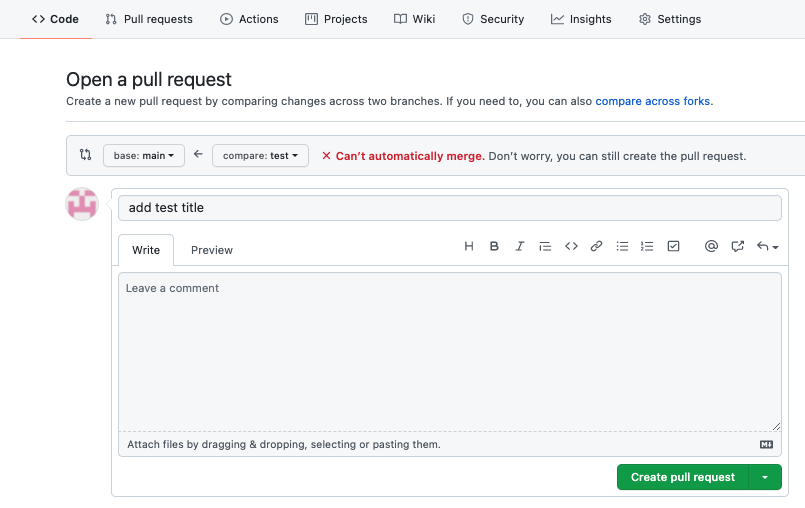 Code Pull requests Actions Projects Wiki Security Insights Settings
Open a pull request
Create a new pull request by comparing changes across two branches. If you need to, you can also compare across forks.
base: main compare: test Can’t automatically merge. Don’t worry, you can still create the pull request.
add test title
Write Preview
Leave a comment
Attach files by dragging & dropping, selecting or pasting them.
Create pull request